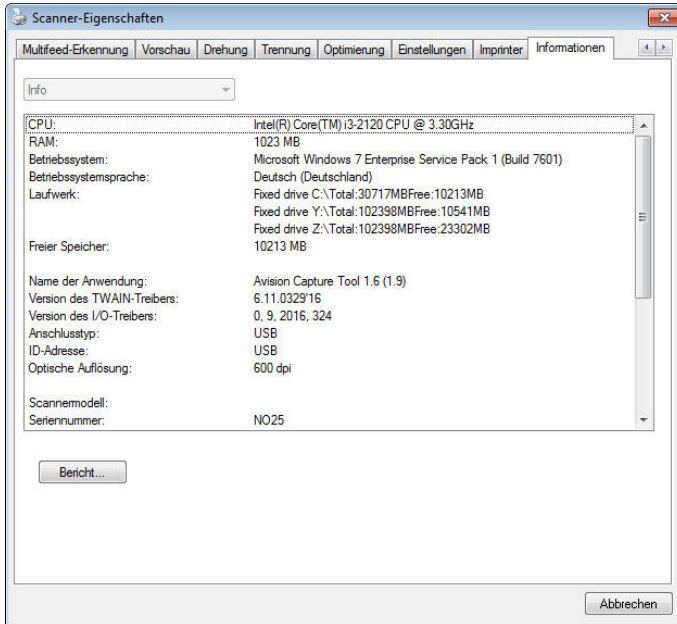 Scanner-Eigenschaften
Multifeed-Erkennung Vorschau Drehung Trennung Optimierung Einstellungen Imprinter Informationen
Info
CPU: Intel(R) Core(TM) i3-2120 CPU @ 3.30GHz
RAM: 1023 MB
Betriebssystem: Microsoft Windows 7 Enterprise Service Pack 1 (Build 7601)
Betriebssystemsprache: Deutsch (Deutschland)
Laufwerk: Fixed drive C:\Total:30717MBFree:10213MB
Fixed drive Y:\Total:102398MBFree:10541MB
Fixed drive Z:\Total:102398MBFree:23302MB
Freier Speicher: 10213 MB
Name der Anwendung: Avision Capture Tool 1.6 (1.9)
Version des TWAIN-Treibers: 6.11.0329'16
Version des I/O-Treibers: 0, 9, 2016, 324
Anschlusstyp: USB
ID-Adresse: USB
Optische Auflösung: 600 dpi
Scannermodell:
Seriennummer: NO25
Bericht...
Abbrechen